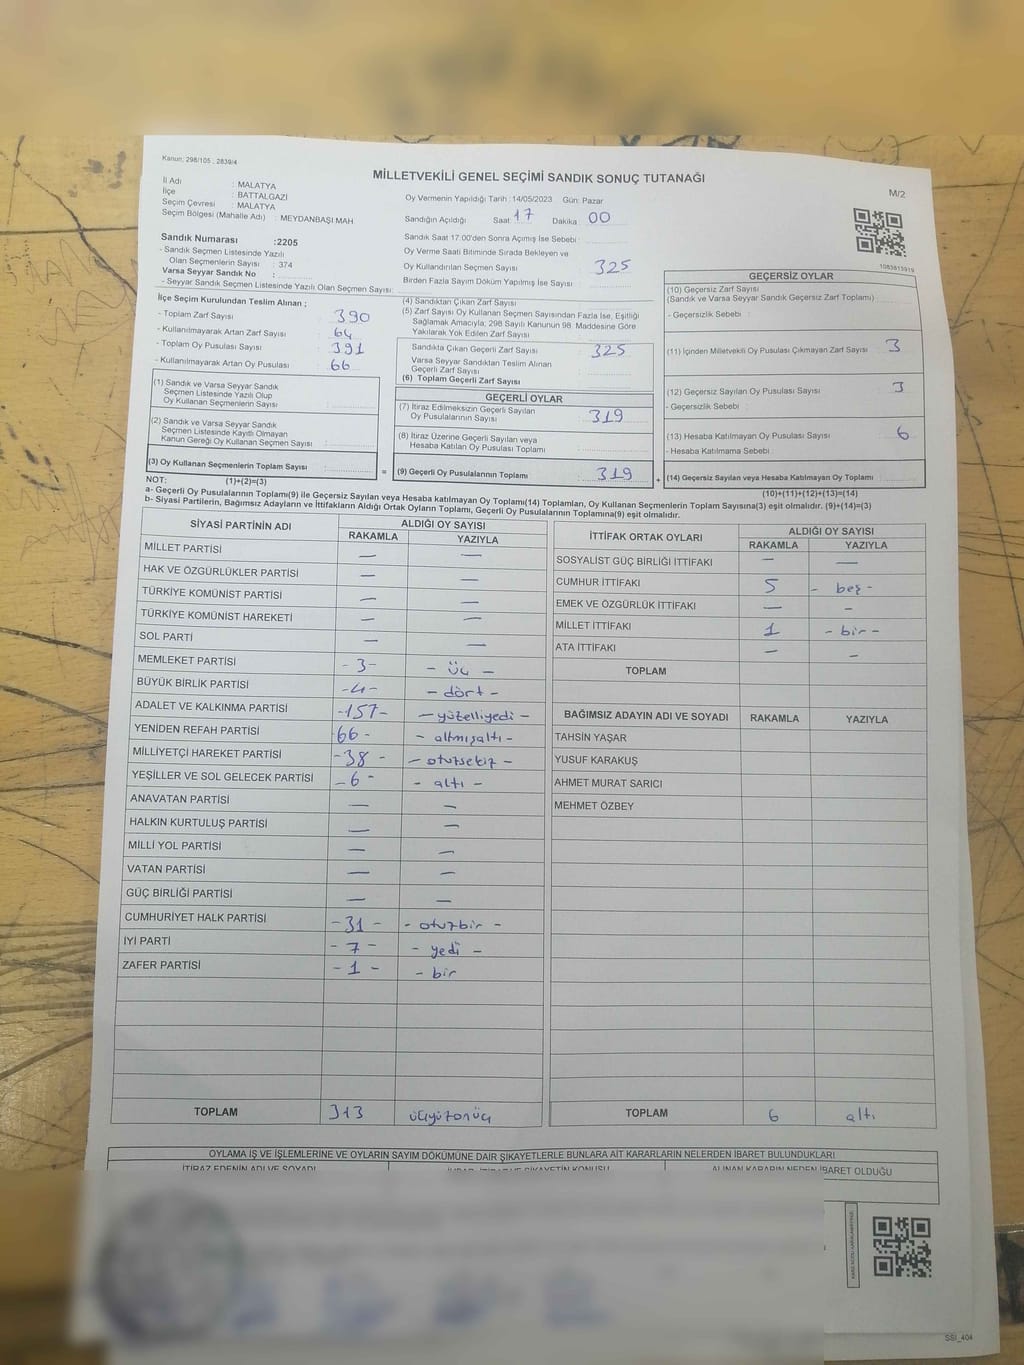 Kanun: 298/105 , 2839/4
MİLLETVEKİLİ GENEL SEÇİMİ SANDIK SONUÇ TUTANAĞI
M/2
İl Adı : MALATYA
İlçe : BATTALGAZİ
Seçim Çevresi : MALATYA
Seçim Bölgesi (Mahalle Adı) : MEYDANBAŞI MAH
Oy Vermenin Yapıldığı Tarih : 14/05/2023 Gün: Pazar
Sandığın Açıldığı Saat 17 Dakika 00
Sandık Saat 17.00'den Sonra Açımış İse Sebebi :
Oy Verme Saati Bitiminde Sırada Bekleyen ve
Oy Kullandırılan Seçmen Sayısı 325
Birden Fazla Sayım Döküm Yapılmış İse Sayısı :
1083813919
Sandık Numarası :2205
- Sandık Seçmen Listesinde Yazılı
Olan Seçmenlerin Sayısı : 374
Varsa Seyyar Sandık No :
- Seyyar Sandık Seçmen Listesinde Yazılı Olan Seçmen Sayısı:
İlçe Seçim Kurulundan Teslim Alınan ;
- Toplam Zarf Sayısı 390
- Kullanılmayarak Artan Zarf Sayısı 64
- Toplam Oy Pusulası Sayısı 391
- Kullanılmayarak Artan Oy Pusulası 66
(1) Sandık ve Varsa Seyyar Sandık
Seçmen Listesinde Yazılı Olup
Oy Kullanan Seçmenlerin Sayısı :
(2) Sandık ve Varsa Seyyar Sandık
Seçmen Listesinde Kayıtlı Olmayan
Kanun Gereği Oy Kullanan Seçmen Sayısı :
(3) Oy Kullanan Seçmenlerin Toplam Sayısı :
(4) Sandıktan Çıkan Zarf Sayısı
(5) Zarf Sayısı Oy Kullanan Seçmen Sayısından Fazla İse, Eşitliği
Sağlamak Amacıyla; 298 Sayılı Kanunun 98. Maddesine Göre
Yakılarak Yok Edilen Zarf Sayısı
Sandıkta Çıkan Geçerli Zarf Sayısı 325
Varsa Seyyar Sandıktan Teslim Alınan
Geçerli Zarf Sayısı
(6) Toplam Geçerli Zarf Sayısı
GEÇERLİ OYLAR
(7) İtiraz Edilmeksizin Geçerli Sayılan
Oy Pusulalarının Sayısı 319
(8) İtiraz Üzerine Geçerli Sayılan veya
Hesaba Katılan Oy Pusulası Toplamı
= (9) Geçerli Oy Pusulalarının Toplamı 319 +
GEÇERSİZ OYLAR
(10) Geçersiz Zarf Sayısı
(Sandık ve Varsa Seyyar Sandık Geçersiz Zarf Toplamı)
- Geçersizlik Sebebi :
(11) İçinden Milletvekili Oy Pusulası Çıkmayan Zarf Sayısı 3
(12) Geçersiz Sayılan Oy Pusulası Sayısı 3
- Geçersizlik Sebebi :
(13) Hesaba Katılmayan Oy Pusulası Sayısı 6
- Hesaba Katılmama Sebebi :
(14) Geçersiz Sayılan veya Hesaba Katılmayan Oy Toplamı
NOT: (1)+(2)=(3) (10)+(11)+(12)+(13)=(14)
a- Geçerli Oy Pusulalarının Toplamı(9) ile Geçersiz Sayılan veya Hesaba katılmayan Oy Toplamı(14) Toplamları, Oy Kullanan Seçmenlerin Toplam Sayısına(3) eşit olmalıdır. (9)+(14)=(3)
b- Siyasi Partilerin, Bağımsız Adayların ve İttifakların Aldığı Ortak Oyların Toplamı, Geçerli Oy Pusulalarının Toplamına(9) eşit olmalıdır.
SİYASİ PARTİNİN ADI ALDIĞI OY SAYISI
RAKAMLA YAZIYLA
MİLLET PARTİSİ — —
HAK VE ÖZGÜRLÜKLER PARTİSİ — —
TÜRKİYE KOMÜNİST PARTİSİ — —
TÜRKİYE KOMÜNİST HAREKETİ — —
SOL PARTİ — —
MEMLEKET PARTİSİ -3- - üç -
BÜYÜK BİRLİK PARTİSİ -4- - dört -
ADALET VE KALKINMA PARTİSİ -157- - yüzelliyedi -
YENİDEN REFAH PARTİSİ 66- - altmışaltı -
MİLLİYETÇİ HAREKET PARTİSİ -38- - otuzsekiz -
YEŞİLLER VE SOL GELECEK PARTİSİ -6- - altı -
ANAVATAN PARTİSİ — —
HALKIN KURTULUŞ PARTİSİ — —
MİLLİ YOL PARTİSİ — —
VATAN PARTİSİ — —
GÜÇ BİRLİĞİ PARTİSİ — —
CUMHURİYET HALK PARTİSİ -31- - otuzbir -
İYİ PARTİ -7- - yedi -
ZAFER PARTİSİ -1- - bir
TOPLAM 313 üçyüzonüç
İTTİFAK ORTAK OYLARI ALDIĞI OY SAYISI
RAKAMLA YAZIYLA
SOSYALİST GÜÇ BİRLİĞİ İTTİFAKI — —
CUMHUR İTTİFAKI 5 - beş -
EMEK VE ÖZGÜRLÜK İTTİFAKI — -
MİLLET İTTİFAKI 1 - bir -
ATA İTTİFAKI — -
TOPLAM
BAĞIMSIZ ADAYIN ADI VE SOYADI RAKAMLA YAZIYLA
TAHSİN YAŞAR
YUSUF KARAKUŞ
AHMET MURAT SARICI
MEHMET ÖZBEY
TOPLAM 6 altı
OYLAMA İŞ VE İŞLEMLERİNE VE OYLARIN SAYIM DÖKÜMÜNE DAİR ŞİKAYETLERLE BUNLARA AİT KARARLARIN NELERDEN İBARET BULUNDUKLARI
İTİRAZ EDENİN ADI VE SOYADI ALINAN KARARIN NEDEN İBARET OLDUĞU
SSI_404